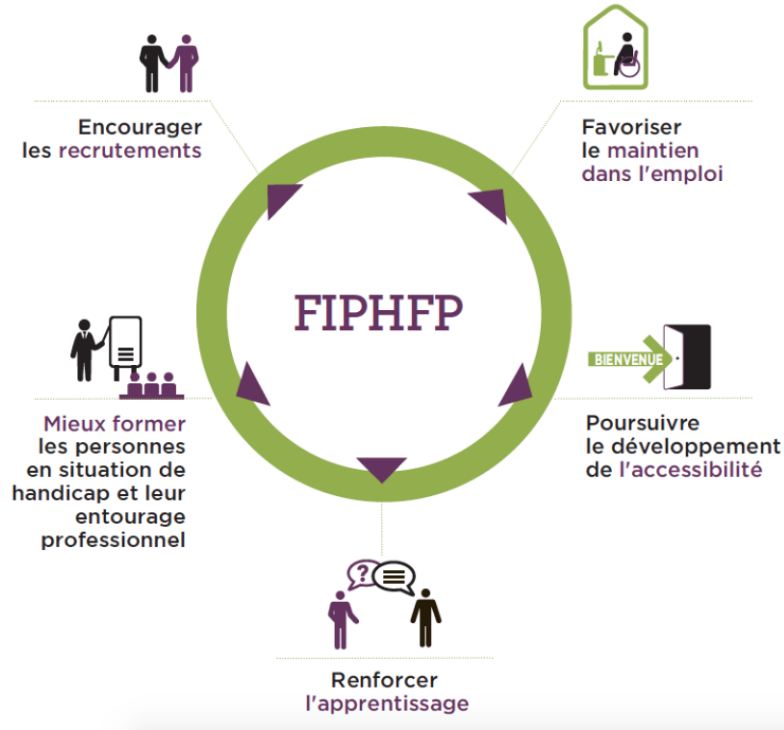 Encourager
les recrutements
Favoriser
le maintien
dans l'emploi
FIPHFP
BIENVENUE
Mieux former
les personnes
en situation de
handicap et leur
entourage
professionnel
Poursuivre
le développement
de l'accessibilité
?
Renforcer
l'apprentissage